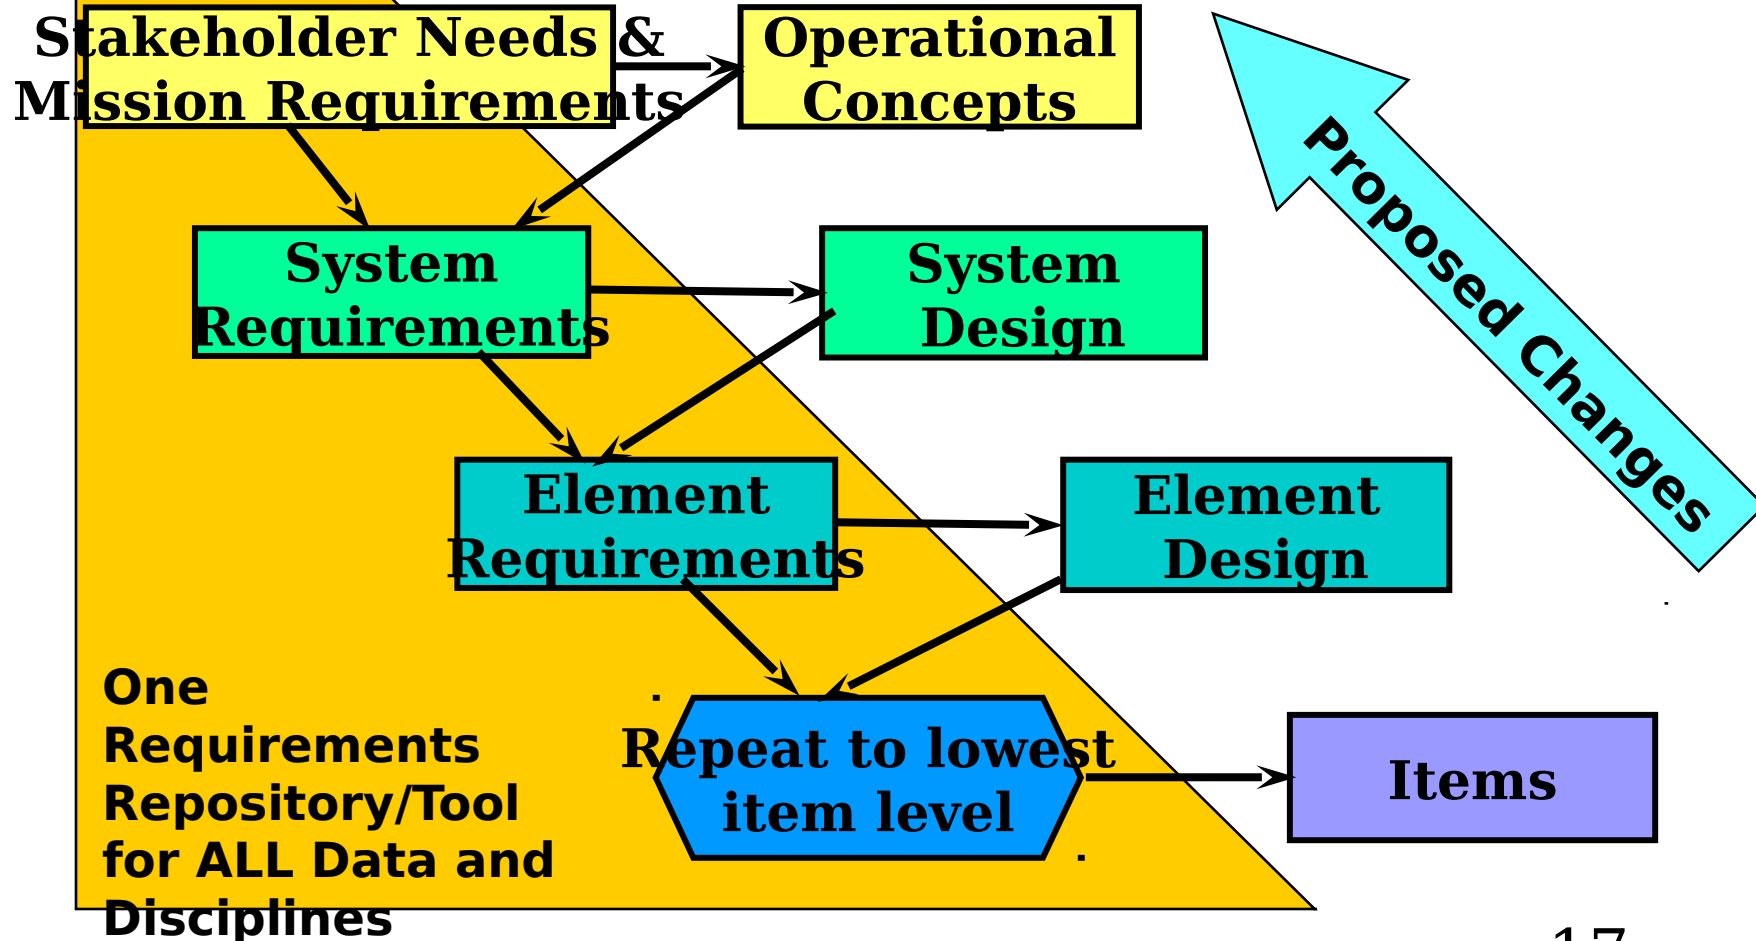 Stakeholder Needs &
Mission Requirements
Operational
Concepts
Proposed Changes
System
Requirements
System
Design
Element
Requirements
Element
Design
One
Requirements
Repository/Tool
for ALL Data and
Disciplines
Repeat to lowest
item level
Items
17